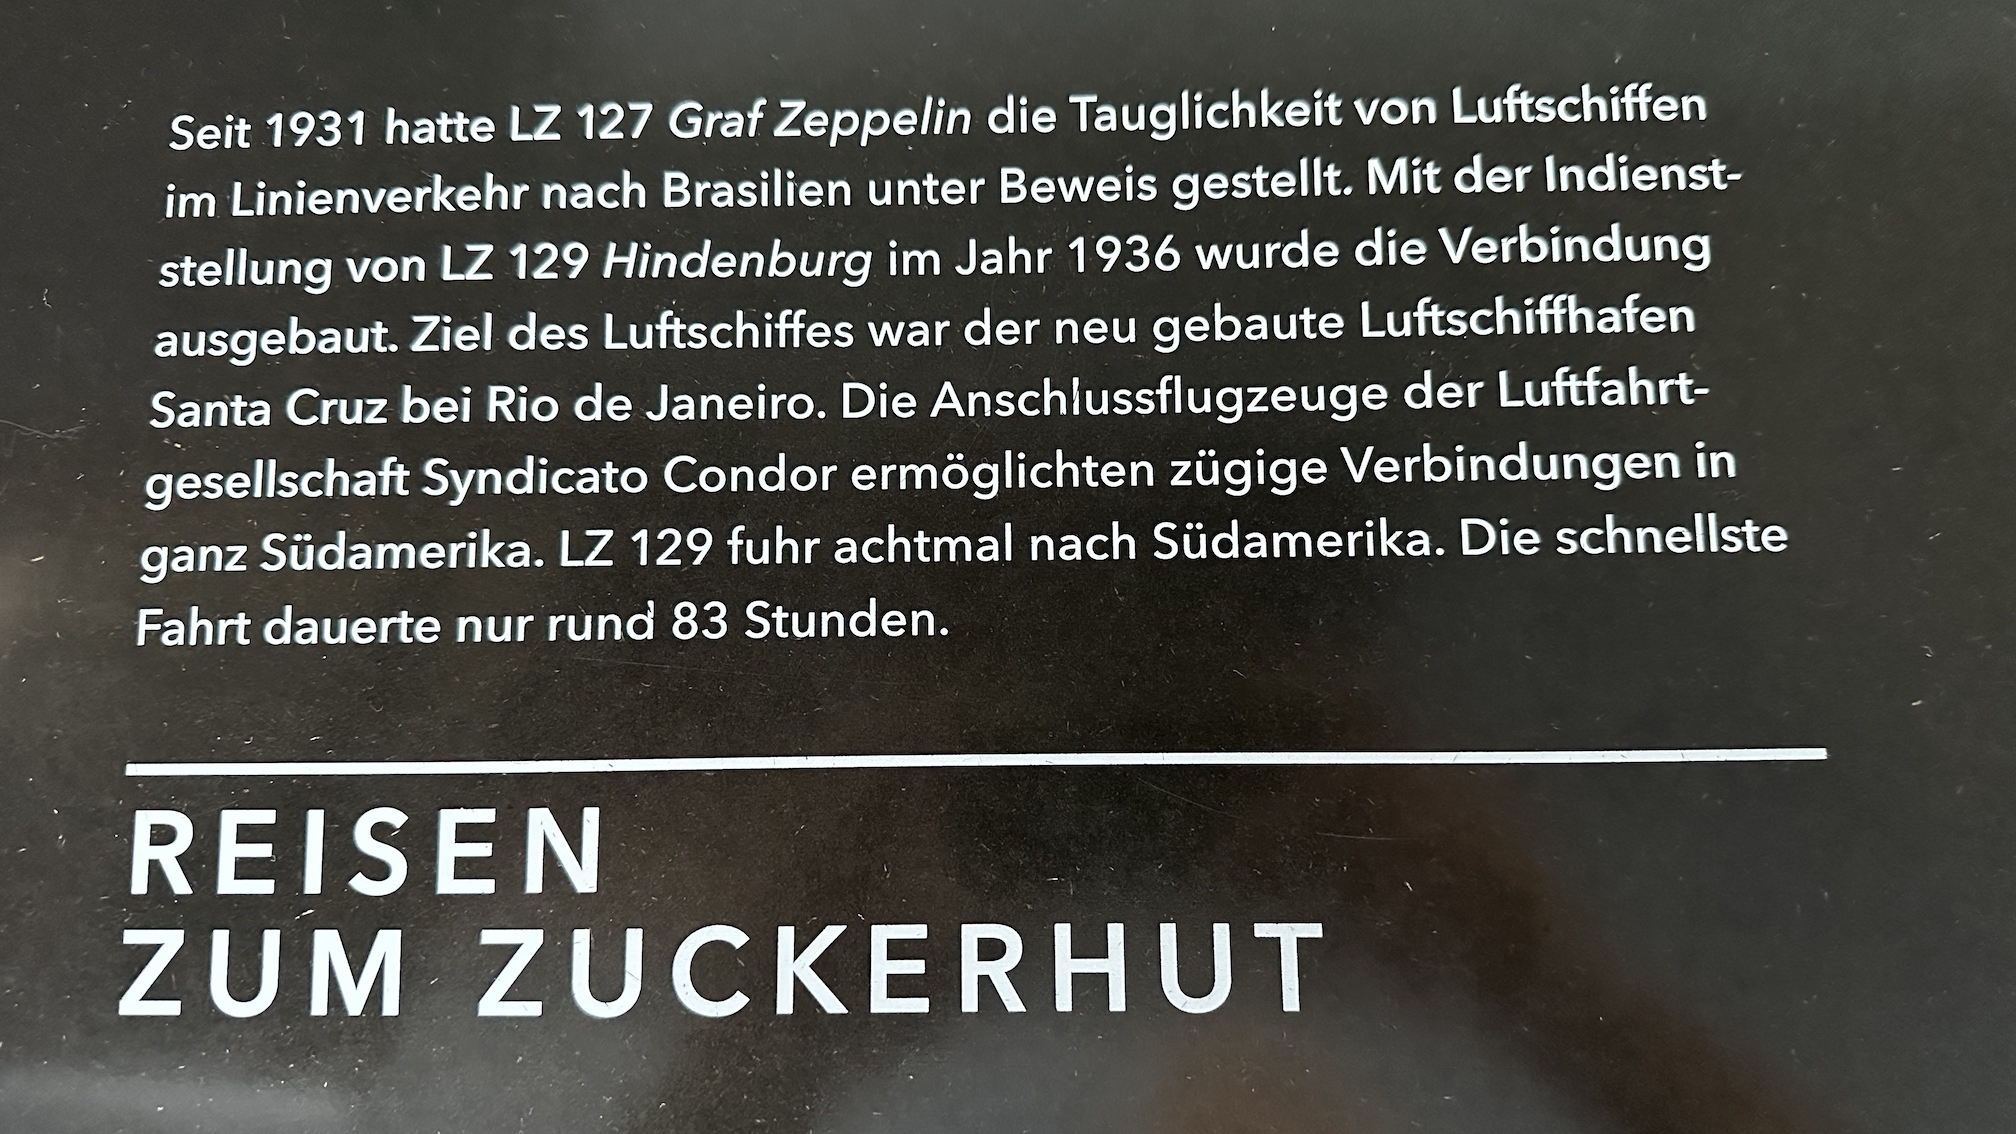 Seit 1931 hatte LZ 127 Graf Zeppelin die Tauglichkeit von Luftschiffen
im Linienverkehr nach Brasilien unter Beweis gestellt. Mit der Indienst-
stellung von LZ 129 Hindenburg im Jahr 1936 wurde die Verbindung
ausgebaut. Ziel des Luftschiffes war der neu gebaute Luftschiffhafen
Santa Cruz bei Rio de Janeiro. Die Anschlussflugzeuge der Luftfahrt-
gesellschaft Syndicato Condor ermöglichten zügige Verbindungen in
ganz Südamerika. LZ 129 fuhr achtmal nach Südamerika. Die schnellste
Fahrt dauerte nur rund 83 Stunden.
REISEN
ZUM ZUCKERHUT